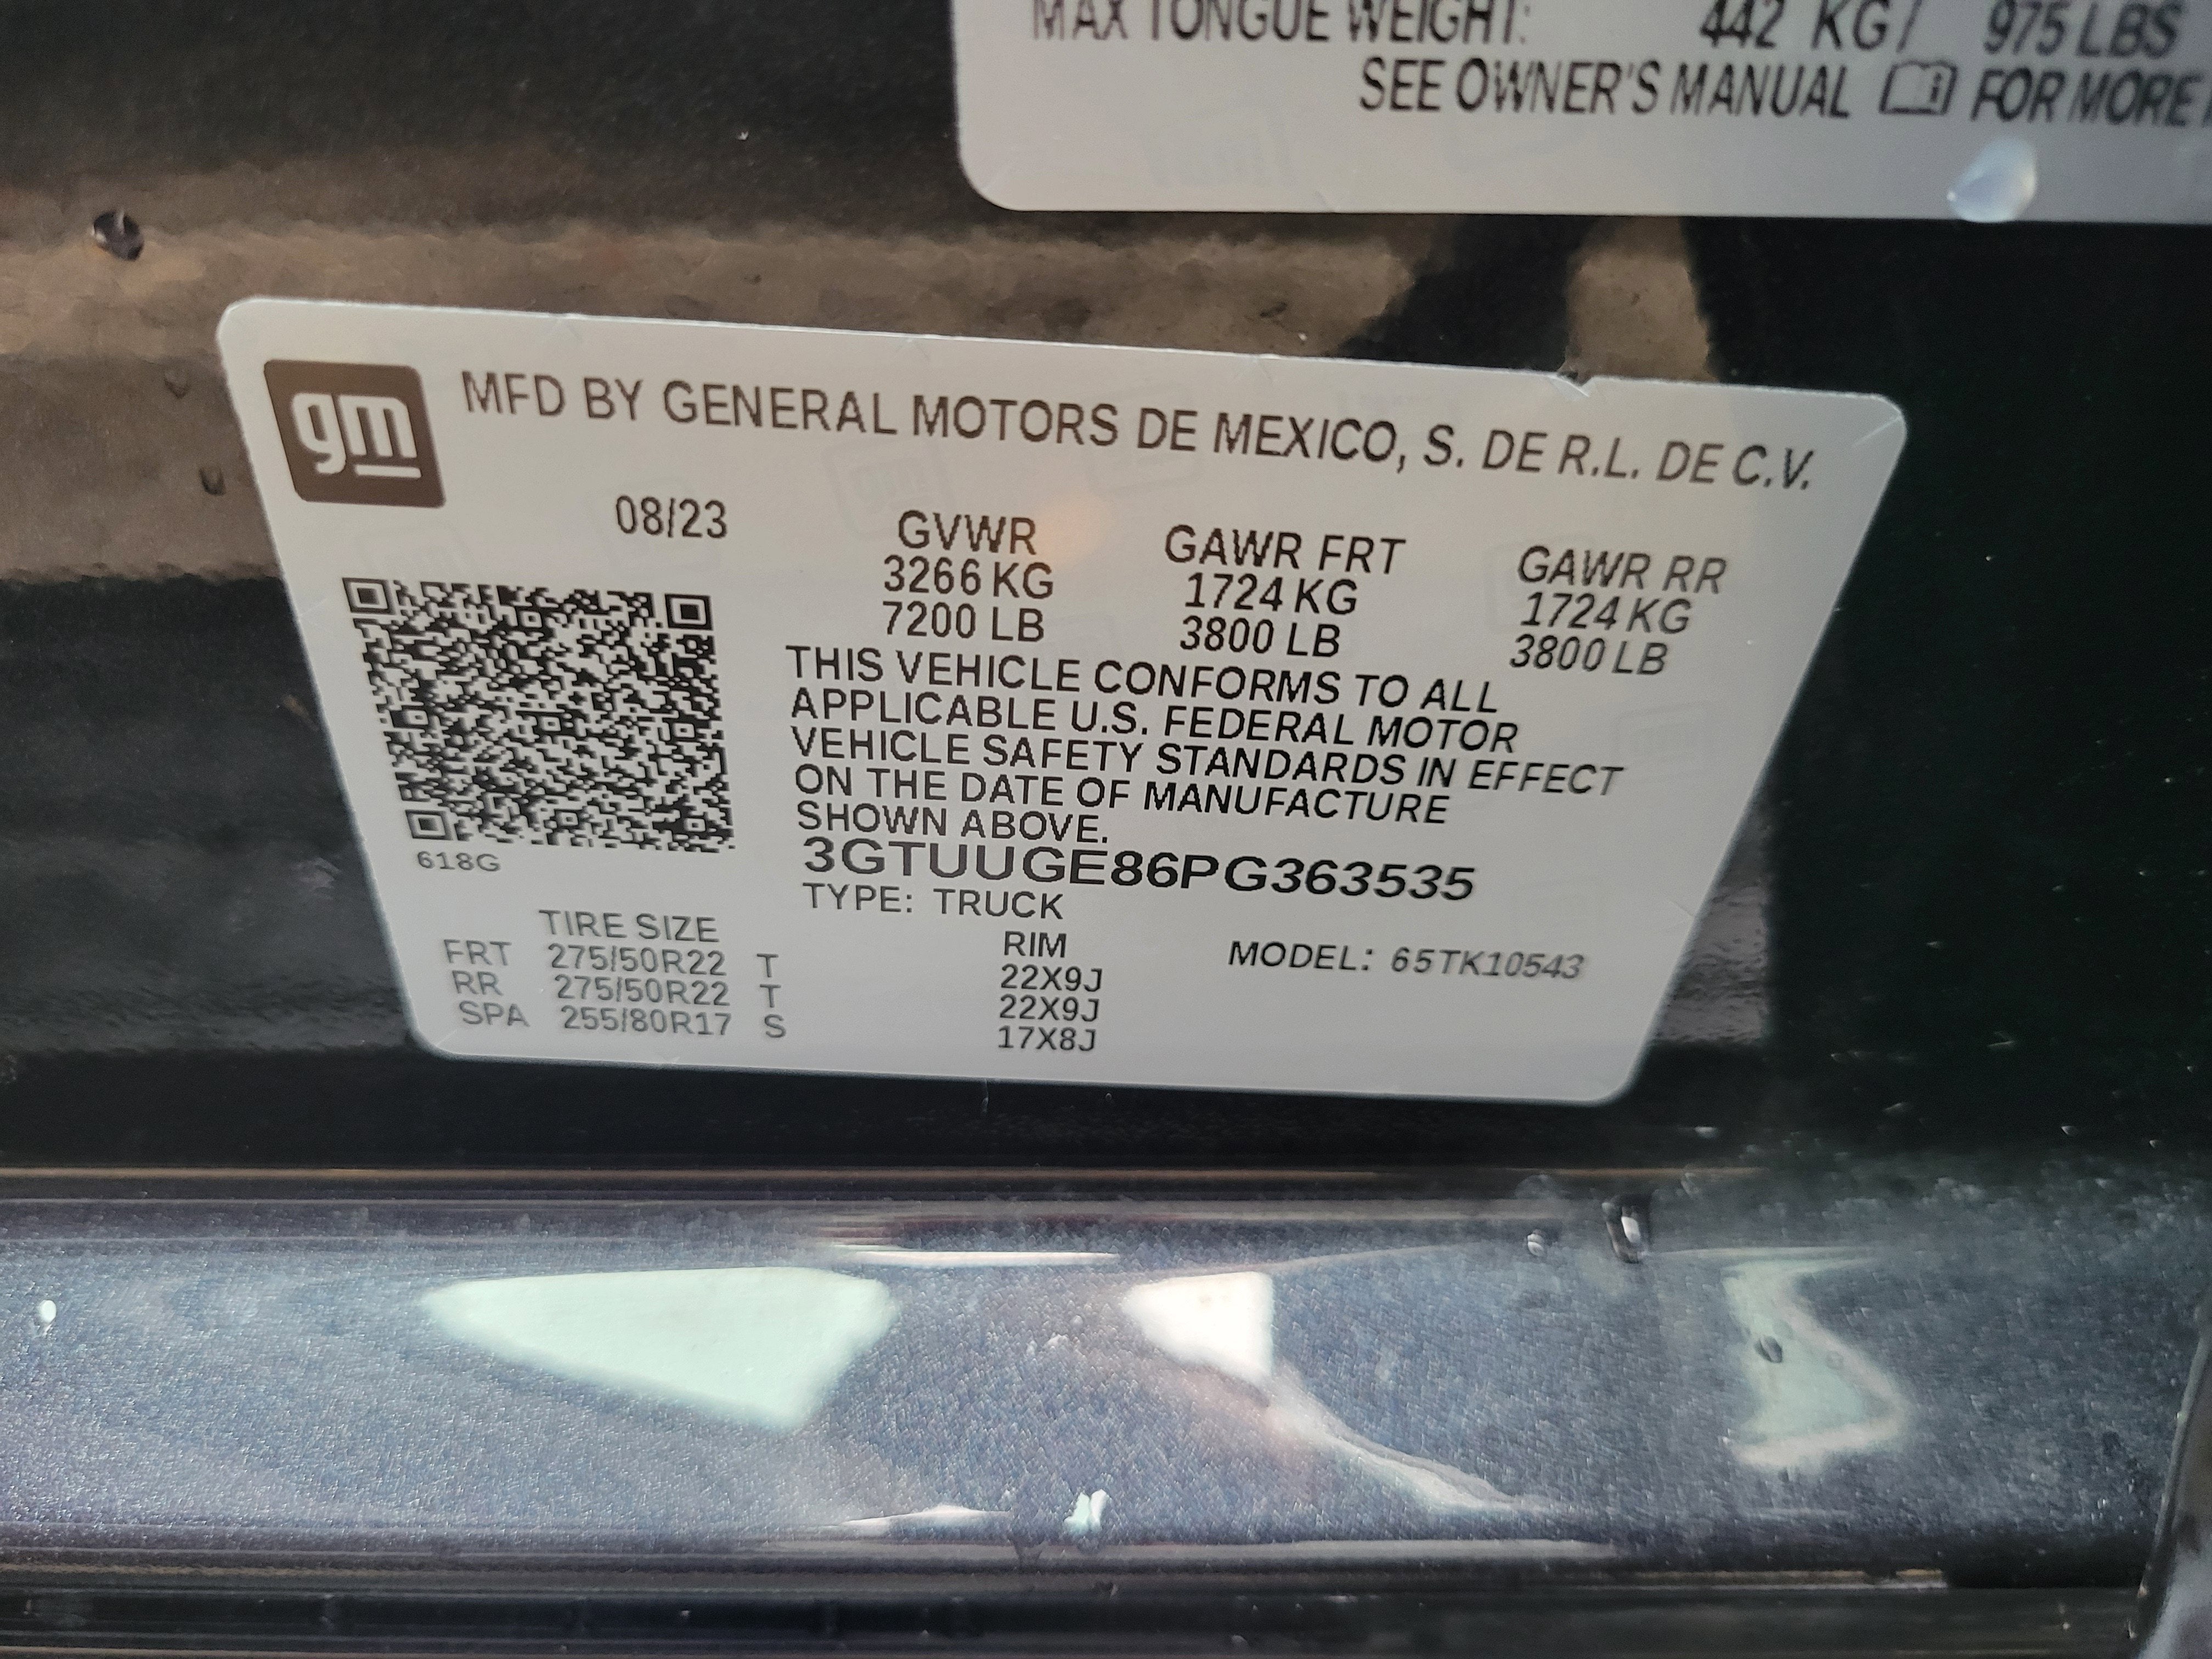 MAX TONGUE WEIGHT: 442 KG / 975 LBS
SEE OWNER'S MANUAL FOR MORE
gm
MFD BY GENERAL MOTORS DE MEXICO, S. DE R.L. DE C.V.
08/23 GVWR GAWR FRT GAWR RR
3266 KG 1724 KG 1724 KG
7200 LB 3800 LB 3800 LB
THIS VEHICLE CONFORMS TO ALL
APPLICABLE U.S. FEDERAL MOTOR
VEHICLE SAFETY STANDARDS IN EFFECT
ON THE DATE OF MANUFACTURE
SHOWN ABOVE.
618G
3GTUUGE86PG363535
TYPE: TRUCK
TIRE SIZE RIM MODEL: 65TK10543
FRT 275/50R22 T 22X9J
RR 275/50R22 T 22X9J
SPA 255/80R17 S 17X8J